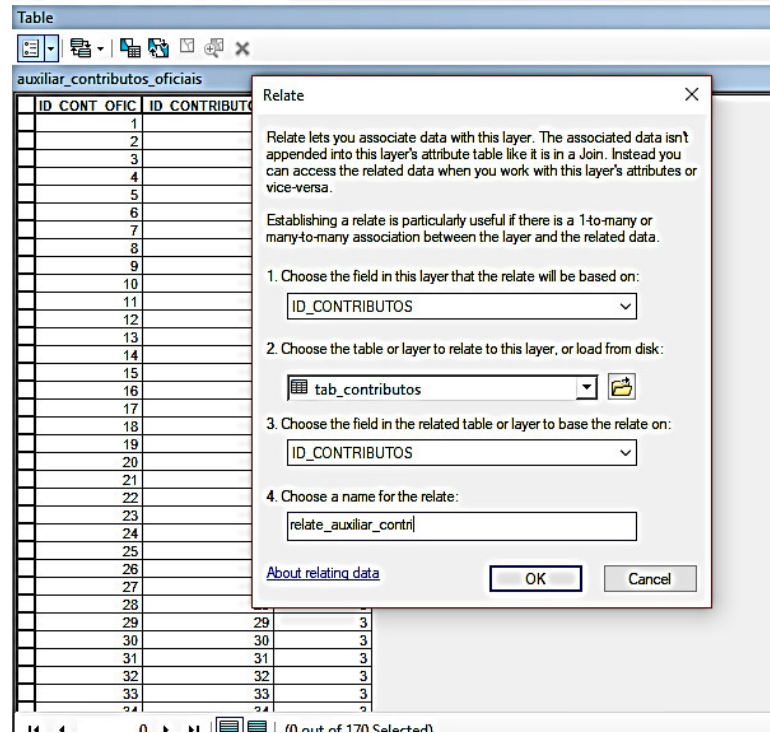 Table
auxiliar_contributos_oficiais
ID_CONT_OFIC ID_CONTRIBUTO
1
2
3
4
5
6
7
8
9
10
11
12
13
14
15
16
17
18
19
20
21
22
23
24
25
26
27
28
29 29 3
30 30 3
31 31 3
32 32 3
33 33 3
34 34 3
0
(0 out of 170 Selected)
Relate
Relate lets you associate data with this layer. The associated data isn't
appended into this layer's attribute table like it is in a Join. Instead you
can access the related data when you work with this layer's attributes or
vice-versa.
Establishing a relate is particularly useful if there is a 1-to-many or
many-to-many association between the layer and the related data.
1. Choose the field in this layer that the relate will be based on:
ID_CONTRIBUTOS
2. Choose the table or layer to relate to this layer, or load from disk:
tab_contributos
3. Choose the field in the related table or layer to base the relate on:
ID_CONTRIBUTOS
4. Choose a name for the relate:
relate_auxiliar_contri
About relating data
OK
Cancel